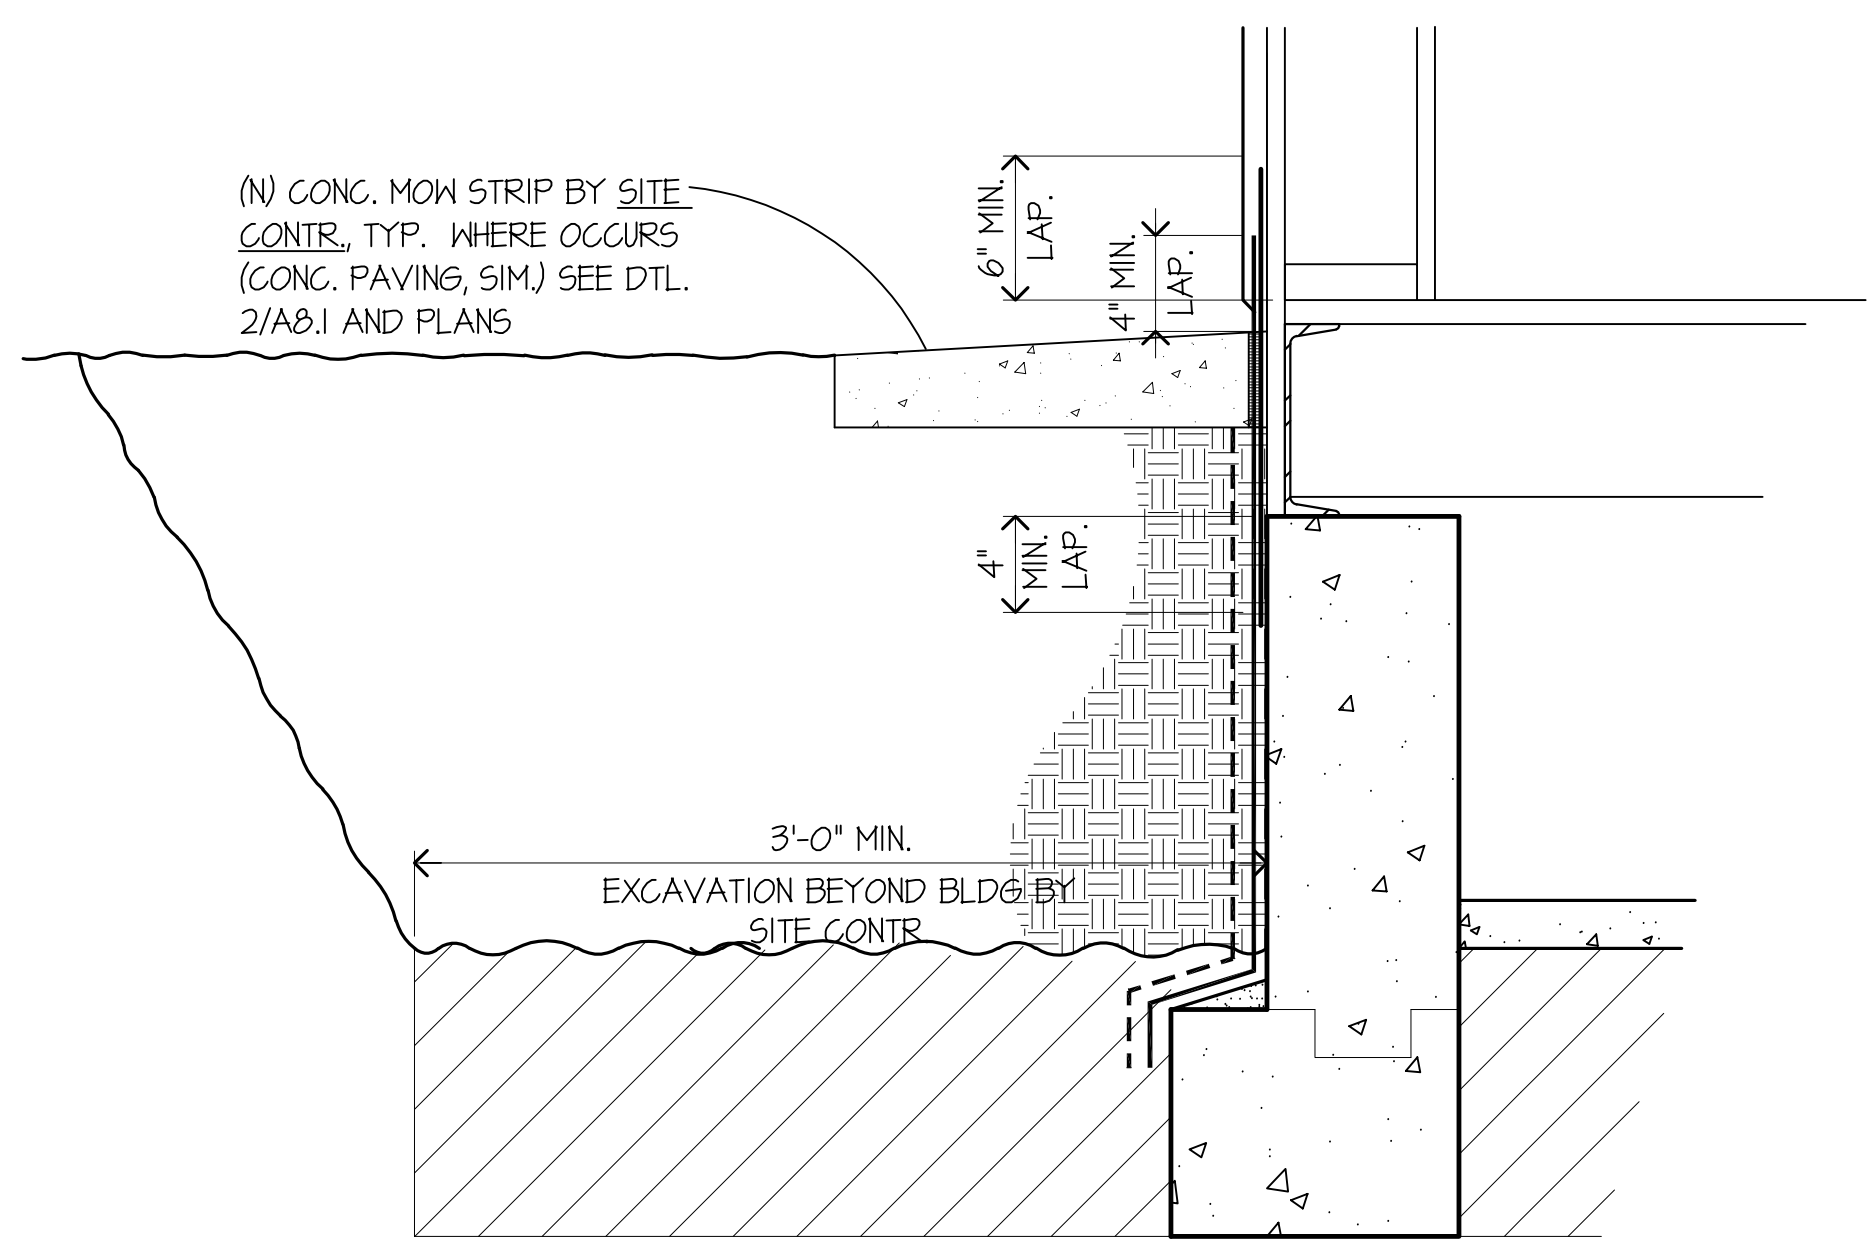 (N) CONC. MOW STRIP BY SITE
CONTR., TYP. WHERE OCCURS
(CONC. PAVING, SIM.) SEE DTL.
2/A8.1 AND PLANS
6" MIN.
LAP.
4" MIN.
LAP.
4"
MIN.
LAP.
3'-0" MIN.
EXCAVATION BEYOND BLDG BY
SITE CONTR